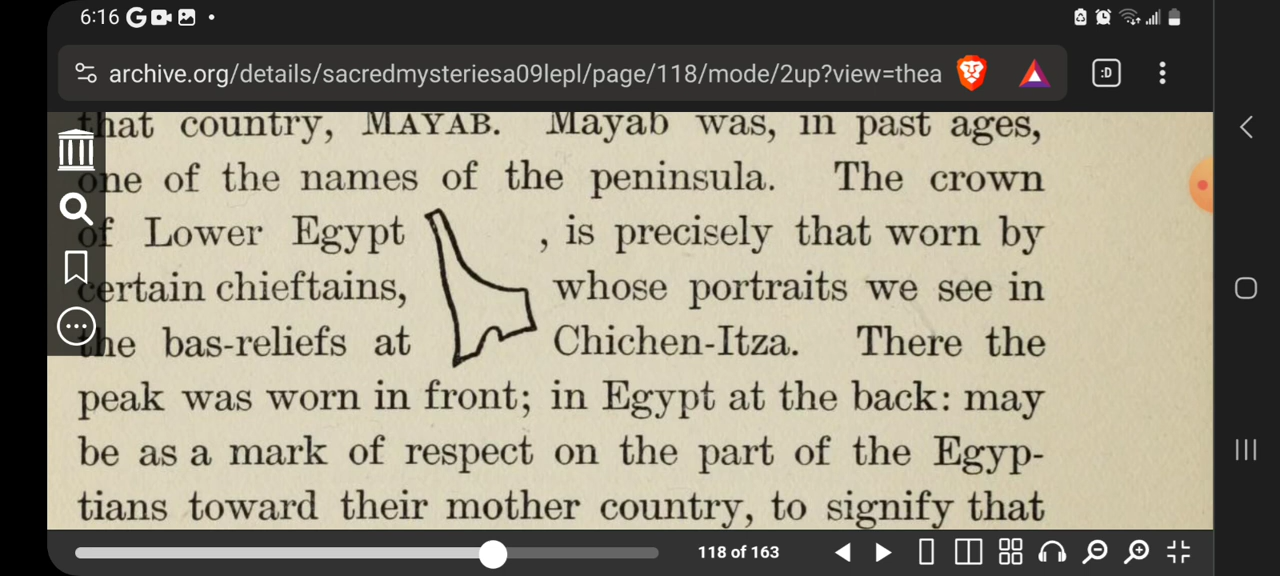 6:16
archive.org/details/sacredmysteriesa09lepl/page/118/mode/2up?view=thea
:D
that country, MAYAB. Mayab was, in past ages,
one of the names of the peninsula. The crown
of Lower Egypt , is precisely that worn by
certain chieftains, whose portraits we see in
the bas-reliefs at Chichen-Itza. There the
peak was worn in front; in Egypt at the back: may
be as a mark of respect on the part of the Egyp-
tians toward their mother country, to signify that
118 of 163